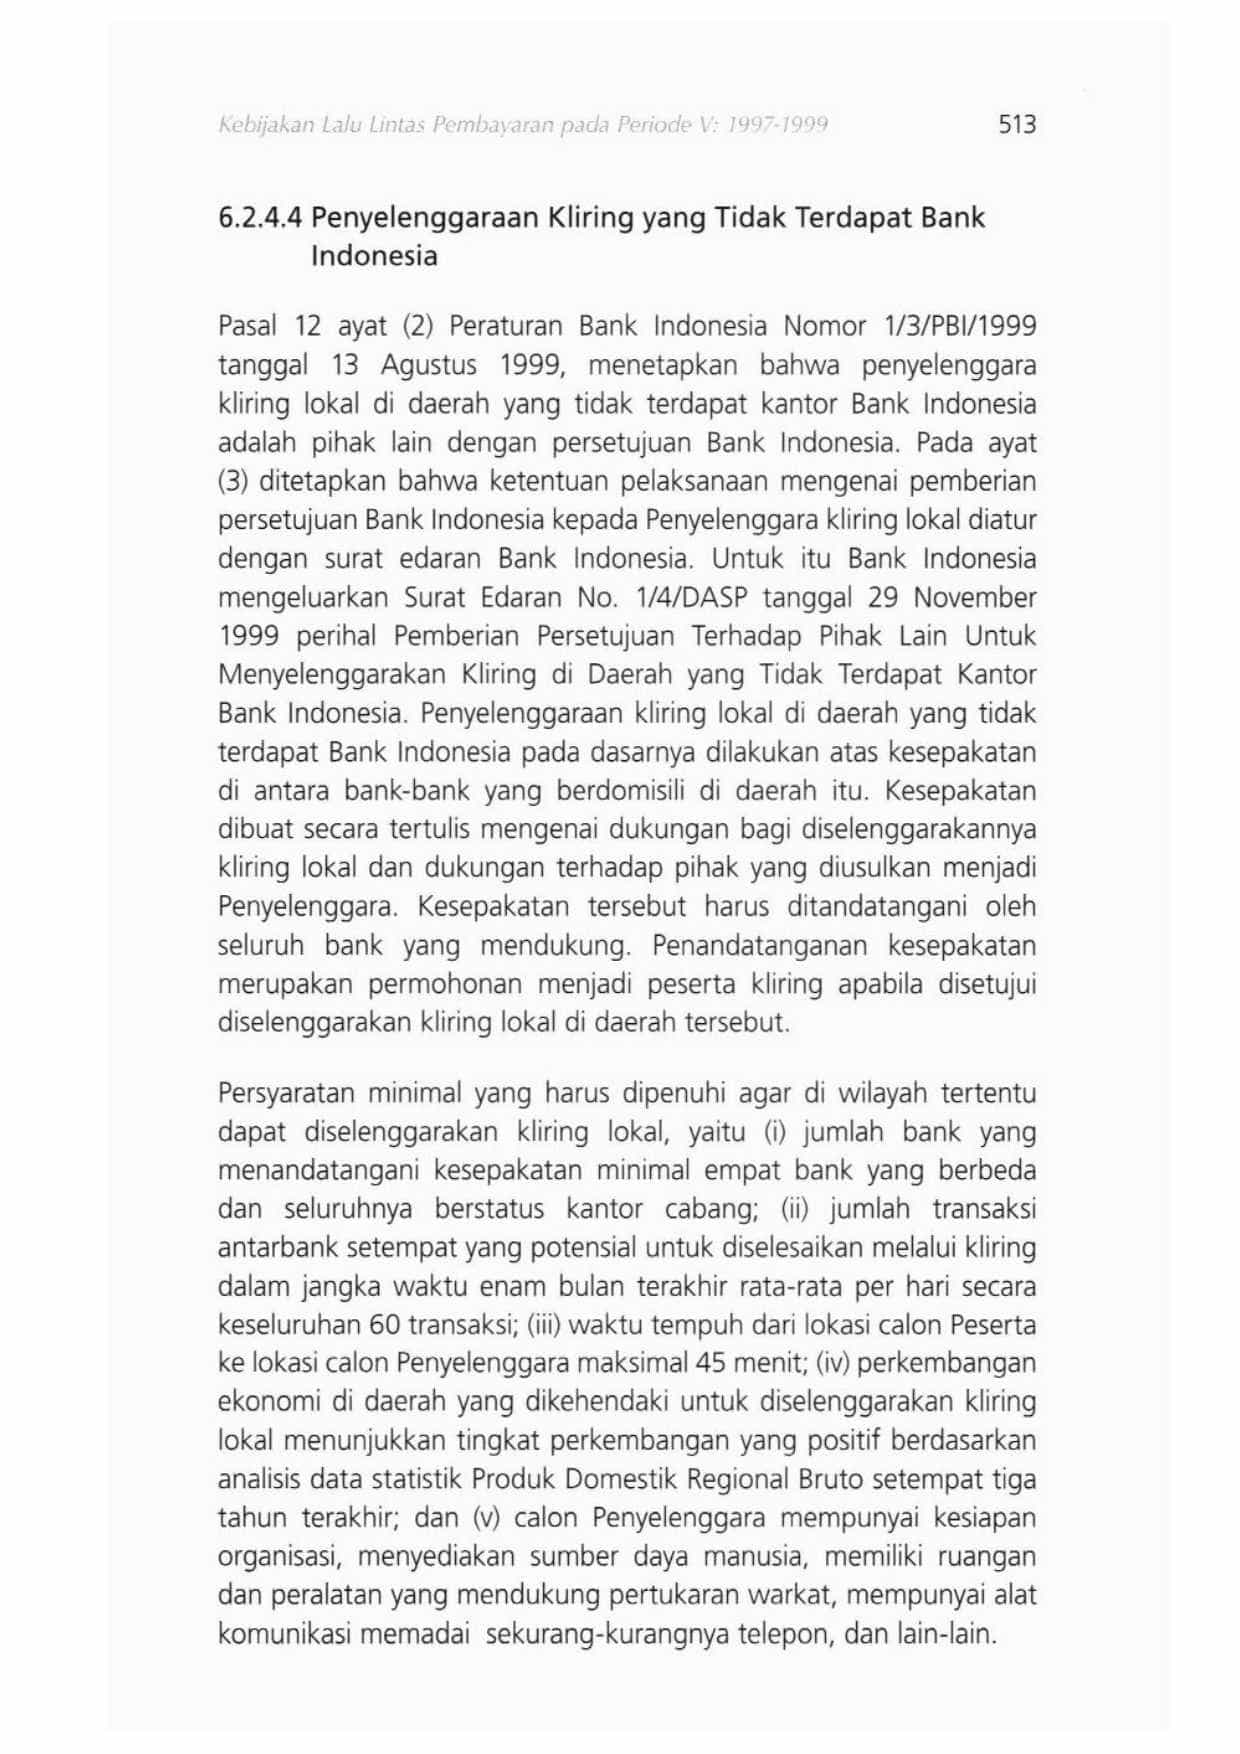 Kebijakan Lalu Lintas Pembayaran pada Periode V: 1997-1999 513
6.2.4.4 Penyelenggaraan Kliring yang Tidak Terdapat Bank
Indonesia
Pasal 12 ayat (2) Peraturan Bank Indonesia Nomor 1/3/PBI/1999
tanggal 13 Agustus 1999, menetapkan bahwa penyelenggara
kliring lokal di daerah yang tidak terdapat kantor Bank Indonesia
adalah pihak lain dengan persetujuan Bank Indonesia. Pada ayat
(3) ditetapkan bahwa ketentuan pelaksanaan mengenai pemberian
persetujuan Bank Indonesia kepada Penyelenggara kliring lokal diatur
dengan surat edaran Bank Indonesia. Untuk itu Bank Indonesia
mengeluarkan Surat Edaran No. 1/4/DASP tanggal 29 November
1999 perihal Pemberian Persetujuan Terhadap Pihak Lain Untuk
Menyelenggarakan Kliring di Daerah yang Tidak Terdapat Kantor
Bank Indonesia. Penyelenggaraan kliring lokal di daerah yang tidak
terdapat Bank Indonesia pada dasarnya dilakukan atas kesepakatan
di antara bank-bank yang berdomisili di daerah itu. Kesepakatan
dibuat secara tertulis mengenai dukungan bagi diselenggarakannya
kliring lokal dan dukungan terhadap pihak yang diusulkan menjadi
Penyelenggara. Kesepakatan tersebut harus ditandatangani oleh
seluruh bank yang mendukung. Penandatanganan kesepakatan
merupakan permohonan menjadi peserta kliring apabila disetujui
diselenggarakan kliring lokal di daerah tersebut.
Persyaratan minimal yang harus dipenuhi agar di wilayah tertentu
dapat diselenggarakan kliring lokal, yaitu (i) jumlah bank yang
menandatangani kesepakatan minimal empat bank yang berbeda
dan seluruhnya berstatus kantor cabang; (ii) jumlah transaksi
antarbank setempat yang potensial untuk diselesaikan melalui kliring
dalam jangka waktu enam bulan terakhir rata-rata per hari secara
keseluruhan 60 transaksi; (iii) waktu tempuh dari lokasi calon Peserta
ke lokasi calon Penyelenggara maksimal 45 menit; (iv) perkembangan
ekonomi di daerah yang dikehendaki untuk diselenggarakan kliring
lokal menunjukkan tingkat perkembangan yang positif berdasarkan
analisis data statistik Produk Domestik Regional Bruto setempat tiga
tahun terakhir; dan (v) calon Penyelenggara mempunyai kesiapan
organisasi, menyediakan sumber daya manusia, memiliki ruangan
dan peralatan yang mendukung pertukaran warkat, mempunyai alat
komunikasi memadai sekurang-kurangnya telepon, dan lain-lain.